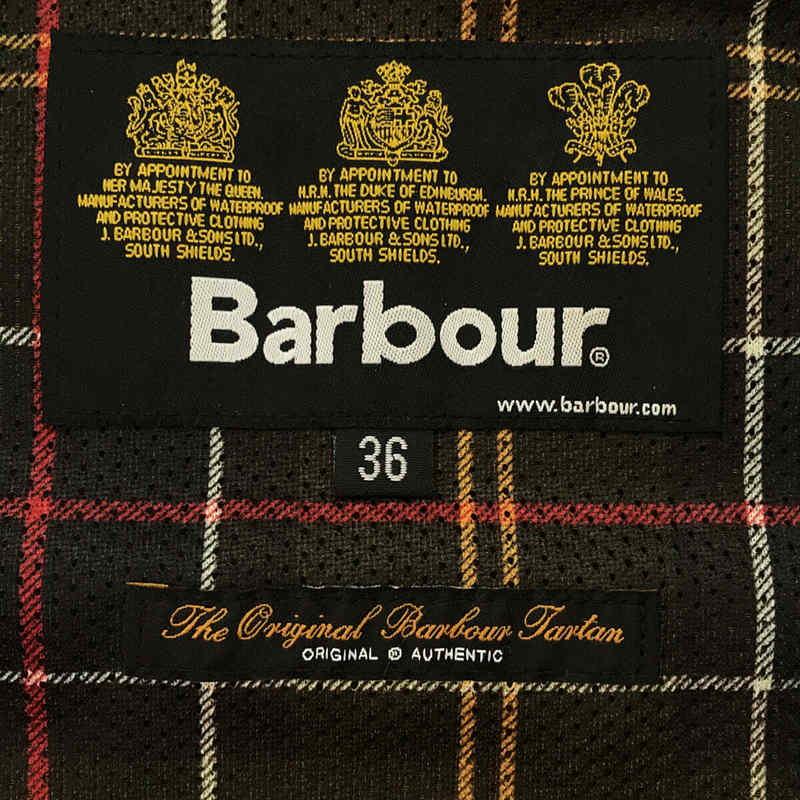 BY APPOINTMENT TO
HER MAJESTY THE QUEEN.
MANUFACTURERS OF WATERPROOF
AND PROTECTIVE CLOTHING
J. BARBOUR & SONS LTD.,
SOUTH SHIELDS.
BY APPOINTMENT TO
H.R.H. THE DUKE OF EDINBURGH.
MANUFACTURERS OF WATERPROOF
AND PROTECTIVE CLOTHING
J. BARBOUR & SONS LTD.,
SOUTH SHIELDS.
BY APPOINTMENT TO
H.R.H. THE PRINCE OF WALES.
MANUFACTURERS OF WATERPROOF
AND PROTECTIVE CLOTHING
J. BARBOUR & SONS LTD.,
SOUTH SHIELDS.
Barbour®
www.barbour.com
36
The Original Barbour Tartan
ORIGINAL ® AUTHENTIC